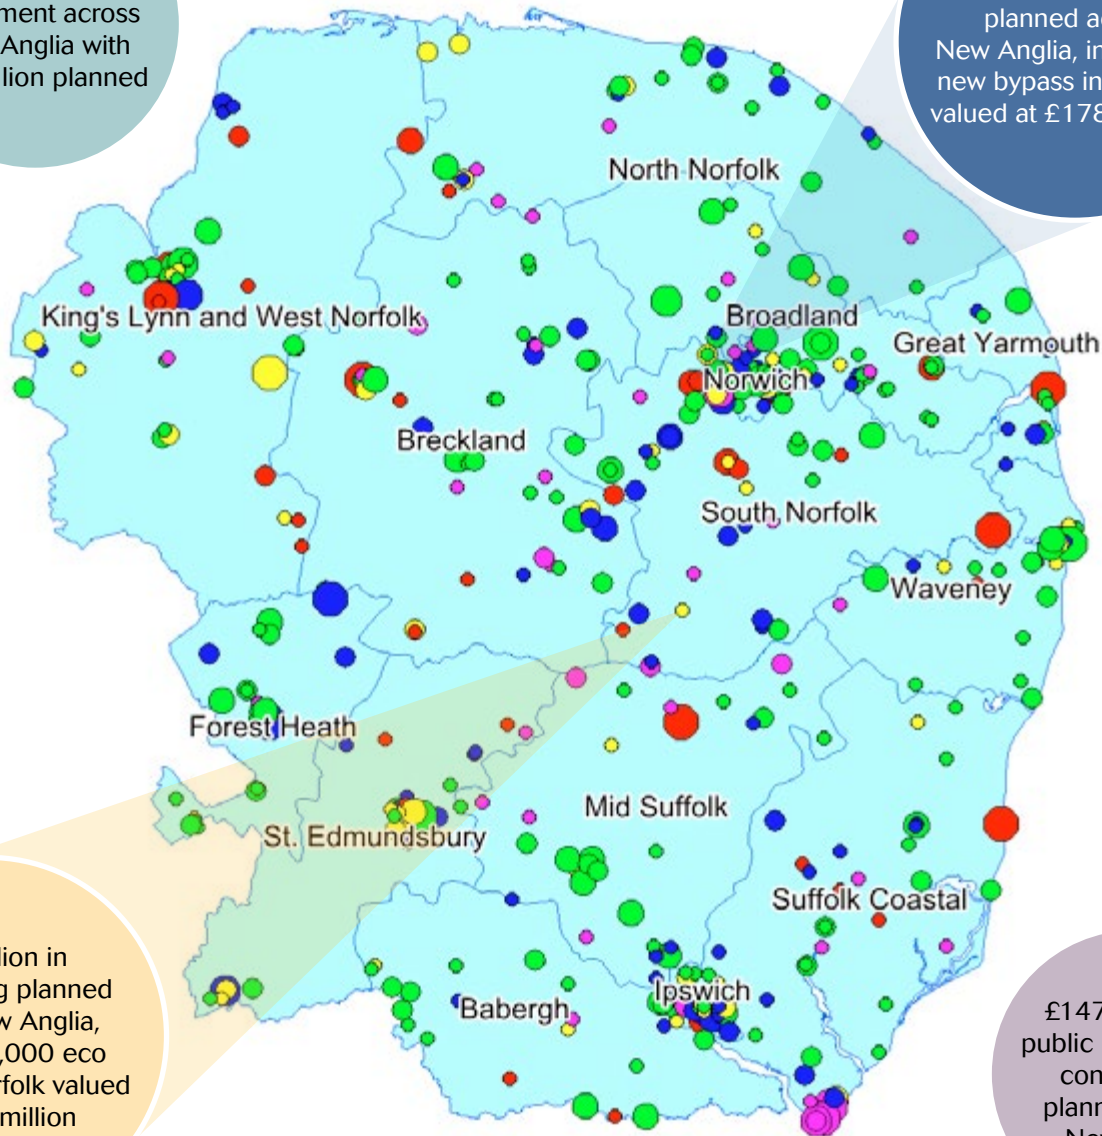 ment across
Anglia with
lion planned
planned a
New Anglia, in
new bypass in
valued at £178
North Norfolk
King's Lynn and West Norfolk
Broadland
Great Yarmouth
Norwich
Breckland
South Norfolk
Waveney
Forest Heath
Mid Suffolk
St. Edmundsbury
Suffolk Coastal
Ipswich
Babergh
lion in
g planned
w Anglia,
,000 eco
rfolk valued
million
£147
public
con
plann
Ne